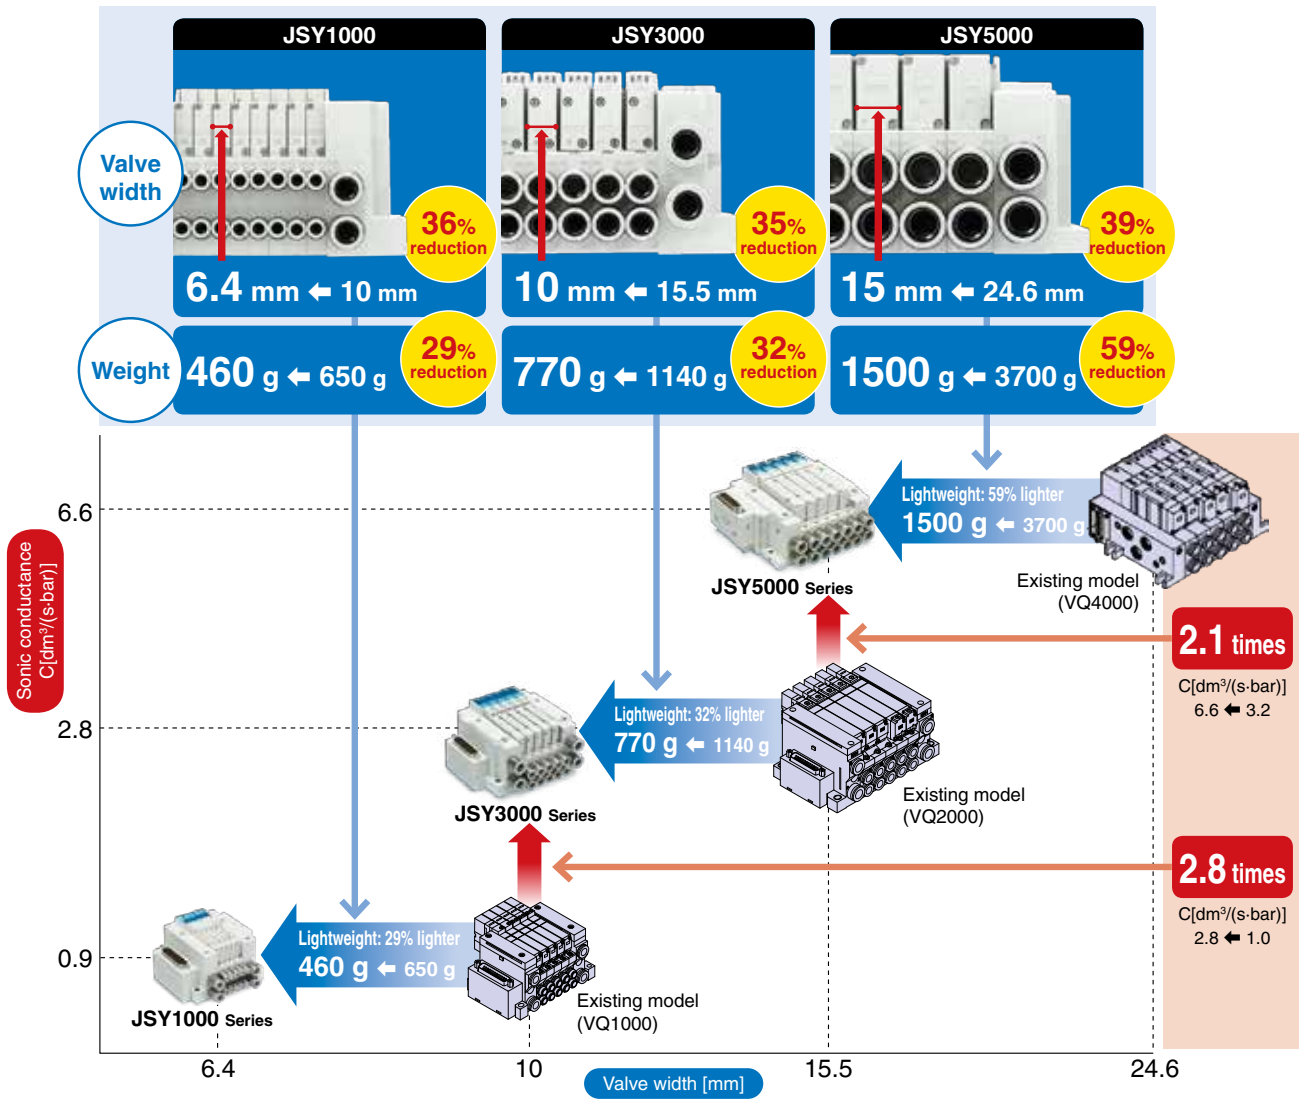 JSY1000
JSY3000
JSY5000
Valve
width
36%
reduction
35%
reduction
39%
reduction
6.4 mm ← 10 mm
10 mm ← 15.5 mm
15 mm ← 24.6 mm
Weight
460 g ← 650 g
29%
reduction
770 g ← 1140 g
32%
reduction
1500 g ← 3700 g
59%
reduction
Sonic conductance
C[dm³/(s·bar)]
6.6
2.8
0.9
Lightweight: 59% lighter
1500 g ← 3700 g
JSY5000 Series
Existing model
(VQ4000)
2.1 times
C[dm³/(s·bar)]
6.6 ← 3.2
Lightweight: 32% lighter
770 g ← 1140 g
JSY3000 Series
Existing model
(VQ2000)
2.8 times
C[dm³/(s·bar)]
2.8 ← 1.0
Lightweight: 29% lighter
460 g ← 650 g
JSY1000 Series
Existing model
(VQ1000)
6.4
10
15.5
24.6
Valve width [mm]